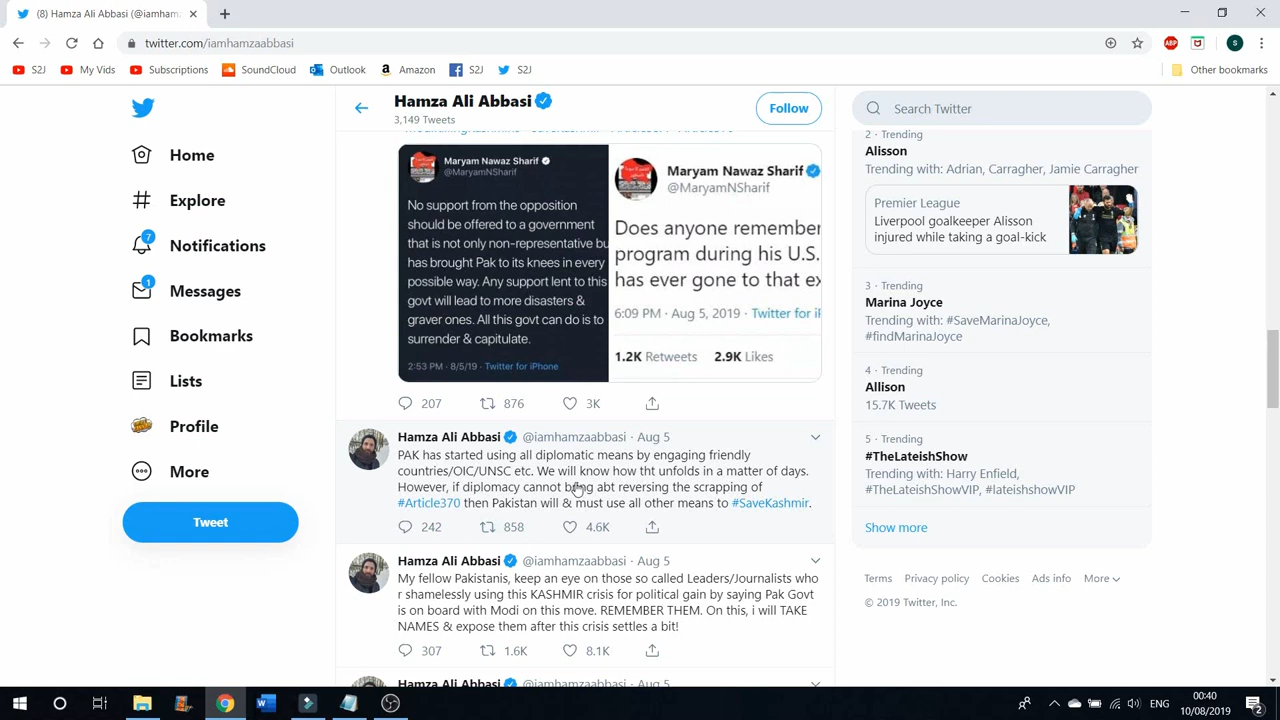 (8) Hamza Ali Abbasi (@iamham
twitter.com/iamhamzaabbasi
ABP
S
S2J
My Vids
Subscriptions
SoundCloud
Outlook
Amazon
S2J
S2J
Other bookmarks
Hamza Ali Abbasi
3,149 Tweets
Follow
Search Twitter
Home
Explore
7
Notifications
1
Messages
Bookmarks
Lists
Profile
More
Tweet
Maryam Nawaz Sharif
@MaryamNSharif
No support from the opposition
should be offered to a government
that is not only non-representative bu
has brought Pak to its knees in every
possible way. Any support lent to this
govt will lead to more disasters &
graver ones. All this govt can do is to
surrender & capitulate.
2:53 PM · 8/5/19 · Twitter for iPhone
Maryam Nawaz Sharif
@MaryamNSharif
Does anyone remember
program during his U.S.
has ever gone to that ex
6:09 PM · Aug 5, 2019 · Twitter for iP
1.2K Retweets 2.9K Likes
207 876 3K
Hamza Ali Abbasi @iamhamzaabbasi · Aug 5
PAK has started using all diplomatic means by engaging friendly
countries/OIC/UNSC etc. We will know how tht unfolds in a matter of days.
However, if diplomacy cannot bring abt reversing the scrapping of
#Article370 then Pakistan will & must use all other means to #SaveKashmir.
242 858 4.6K
Hamza Ali Abbasi @iamhamzaabbasi · Aug 5
My fellow Pakistanis, keep an eye on those so called Leaders/Journalists who
r shamelessly using this KASHMIR crisis for political gain by saying Pak Govt
is on board with Modi on this move. REMEMBER THEM. On this, i will TAKE
NAMES & expose them after this crisis settles a bit!
307 1.6K 8.1K
Hamza Ali Abbasi @iamhamzaabbasi · Aug 5
2 · Trending
Alisson
Trending with: Adrian, Carragher, Jamie Carragher
Premier League
Liverpool goalkeeper Alisson
injured while taking a goal-kick
3 · Trending
Marina Joyce
Trending with: #SaveMarinaJoyce,
#findMarinaJoyce
4 · Trending
Allison
15.7K Tweets
5 · Trending
#TheLateishShow
Trending with: Harry Enfield,
#TheLateishShowVIP, #lateishshowVIP
Show more
Terms Privacy policy Cookies Ads info More
© 2019 Twitter, Inc.
ENG
00:40
10/08/2019
2